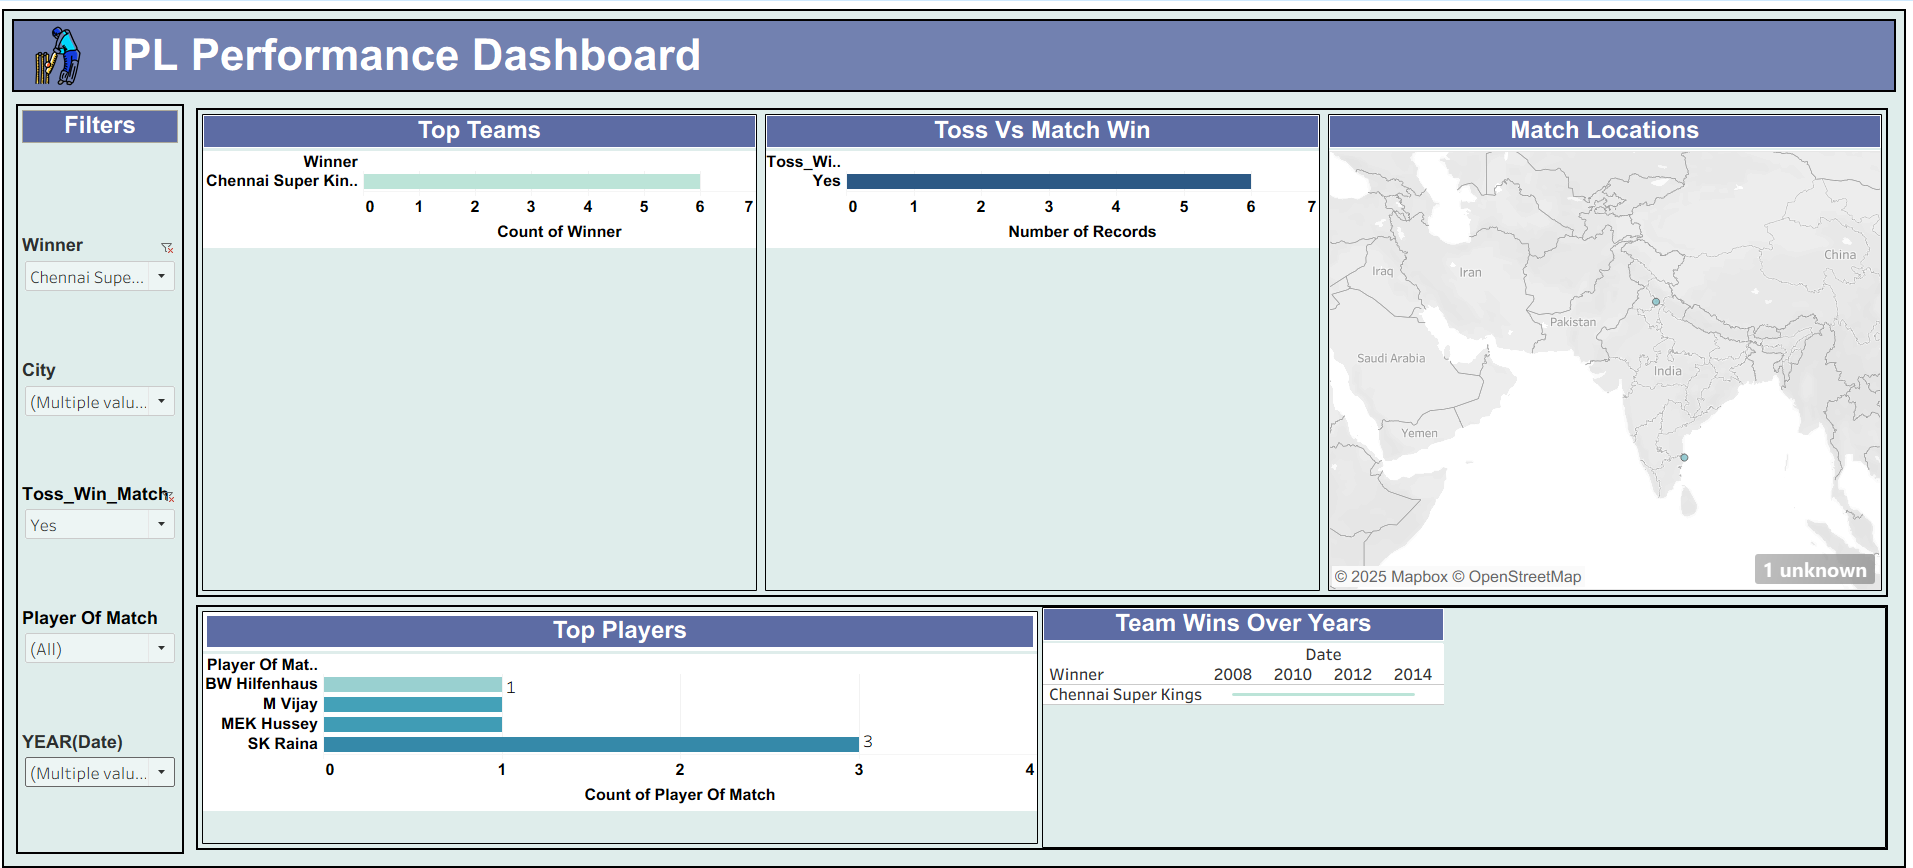 IPL Performance Dashboard
Filters
Winner
Chennai Supe...
City
(Multiple valu...
Toss_Win_Match
Yes
Player Of Match
(All)
YEAR(Date)
(Multiple valu...
Top Teams
Winner
Chennai Super Kin..
0 1 2 3 4 5 6 7
Count of Winner
Toss Vs Match Win
Toss_Wi..
Yes
0 1 2 3 4 5 6 7
Number of Records
Match Locations
China
Iraq
Iran
Pakistan
Saudi Arabia
India
Yemen
© 2025 Mapbox © OpenStreetMap
1 unknown
Top Players
Player Of Mat..
BW Hilfenhaus 1
M Vijay
MEK Hussey
SK Raina 3
0 1 2 3 4
Count of Player Of Match
Team Wins Over Years
Date
Winner 2008 2010 2012 2014
Chennai Super Kings